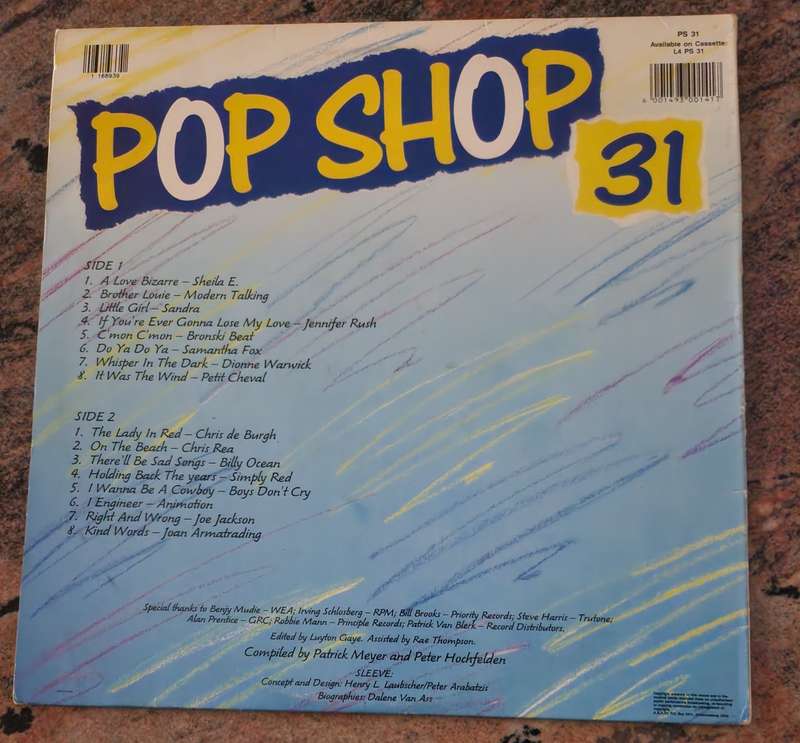 PS 31
Available on Cassette
L4 PS 31
1 168939
6 001493 001411
POP SHOP
31
SIDE 1
1. A Love Bizarre – Sheila E.
2. Brother Louie – Modern Talking
3. Little Girl – Sandra
4. If You're Ever Gonna Lose My Love – Jennifer Rush
5. C'mon C'mon – Bronski Beat
6. Do Ya Do Ya – Samantha Fox
7. Whisper In The Dark – Dionne Warwick
8. It Was The Wind – Petit Cheval
SIDE 2
1. The Lady In Red – Chris de Burgh
2. On The Beach – Chris Rea
3. There'll Be Sad Songs – Billy Ocean
4. Holding Back The years – Simply Red
5. I Wanna Be A Cowboy – Boys Don't Cry
6. I Engineer – Animotion
7. Right And Wrong – Joe Jackson
8. Kind Words – Joan Armatrading
Special thanks to Benjy Mudie – WEA; Irving Schlosberg – RPM; Bill Brooks – Priority Records; Steve Harris – Trutone;
Alan Prentice – GRC; Robbie Mann – Principle Records; Patrick Van Blerk – Record Distributors.
Edited by Luyton Gaye. Assisted by Rae Thompson.
Compiled by Patrick Meyer and Peter Hochfelden
SLEEVE:
Concept and Design: Henry L. Laubscher/Peter Arabatzis
Biographies: Dalene Van Ass